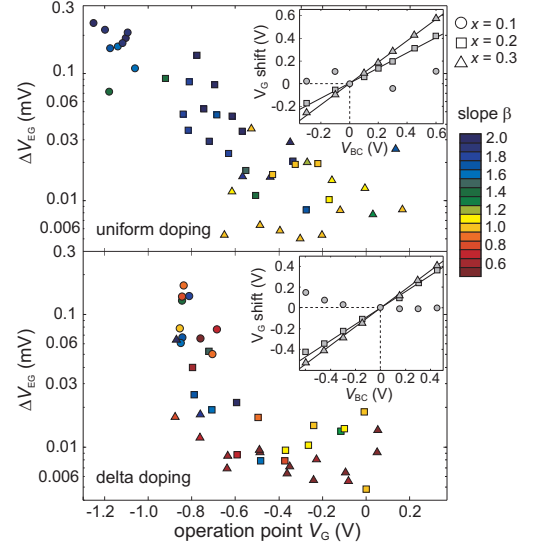 0.3
0.1
0.06
0.03
0.01
0.006
ΔV_EG (mV)
uniform doping
0.6
0.4
0.2
0
-0.2
V_G shift (V)
-0.2 0 0.2 0.4 0.6
V_BC (V)
x = 0.1
x = 0.2
x = 0.3
slope β
2.0
1.8
1.6
1.4
1.2
1.0
0.8
0.6
0.3
0.1
0.06
0.03
0.01
0.006
ΔV_EG (mV)
delta doping
0.4
0.2
0
-0.2
-0.4
-0.6
V_G shift (V)
-0.4 -0.2 0 0.2 0.4
V_BC (V)
-1.2 -1.0 -0.8 -0.6 -0.4 -0.2 0 0.2
operation point V_G (V)